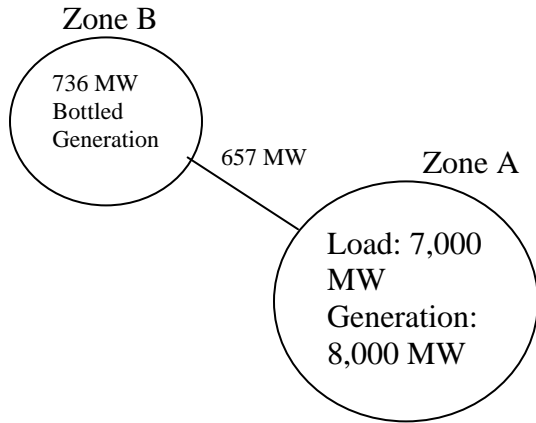 Zone B
736 MW
Bottled
Generation
657 MW
Zone A
Load: 7,000
MW
Generation:
8,000 MW